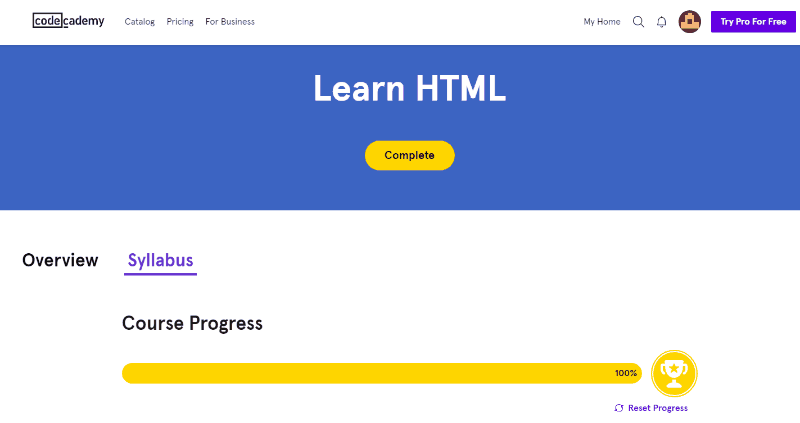 codecademy Catalog Pricing For Business My Home Try Pro For Free
Learn HTML
Complete
Overview Syllabus
Course Progress
100%
Reset Progress